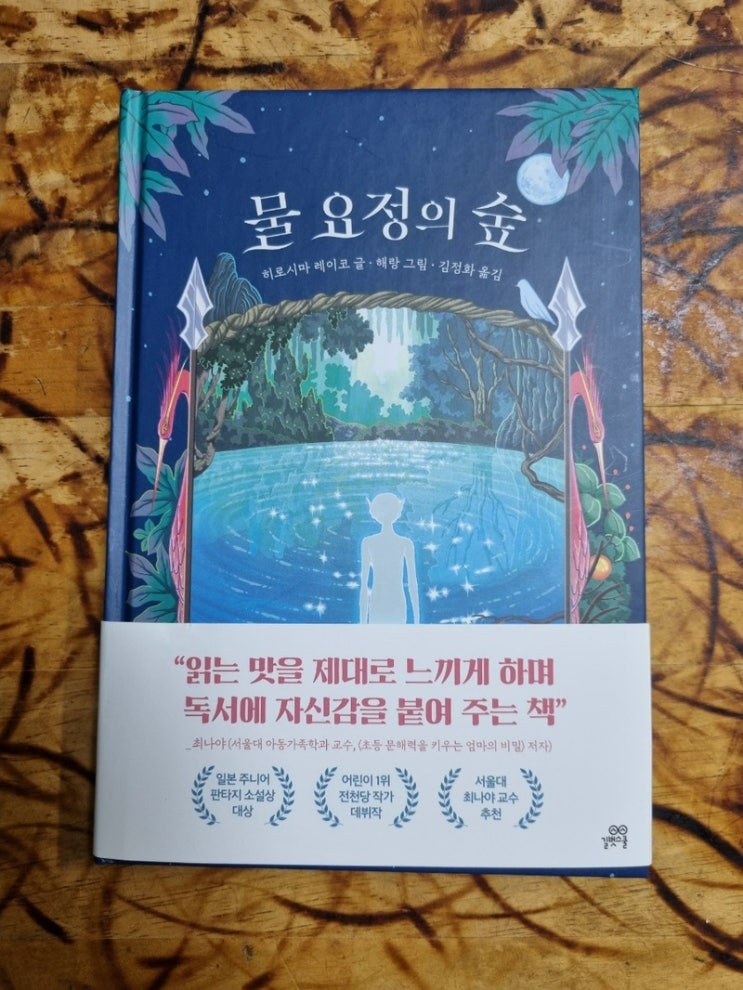 물 요정의 숲
히로시마 레이코 글 · 해랑 그림 · 김정화 옮김
“읽는 맛을 제대로 느끼게 하며
독서에 자신감을 붙여 주는 책”
_최나야 (서울대 아동가족학과 교수, 〈초등 문해력을 키우는 엄마의 비밀〉 저자)
일본 주니어
판타지 소설상
대상
어린이 1위
전천당 작가
데뷔작
서울대
최나야 교수
추천
길벗스쿨